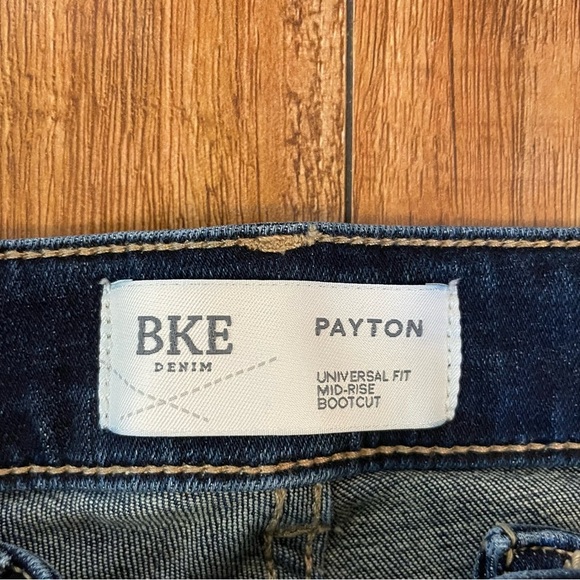 BKE
DENIM
PAYTON
UNIVERSAL FIT
MID-RISE
BOOTCUT